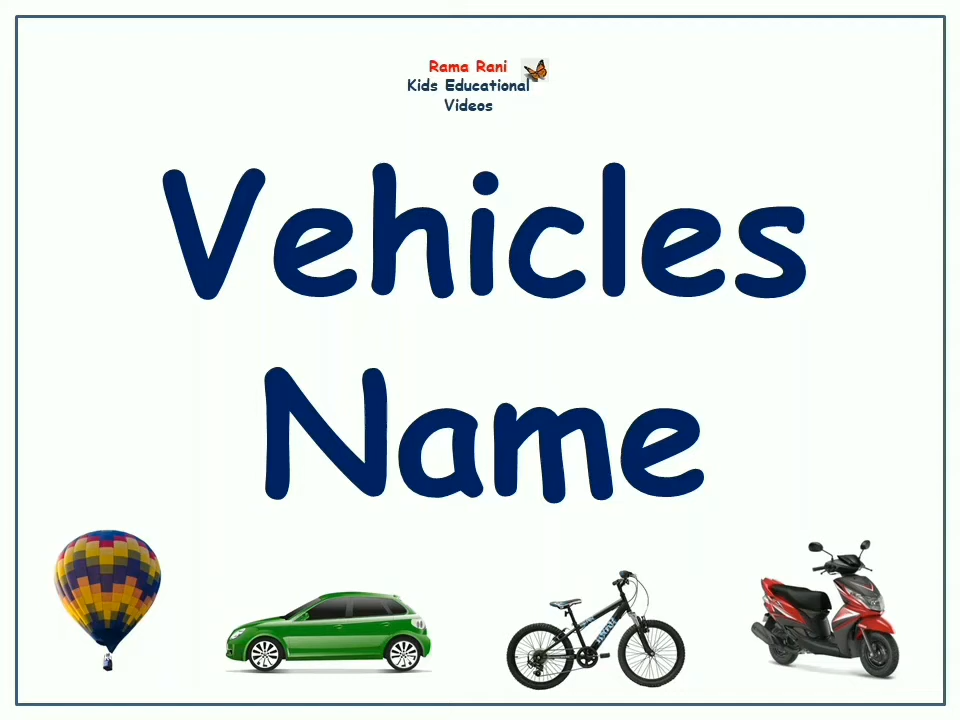 Rama Rani
Kids Educational
Videos
Vehicles
Name